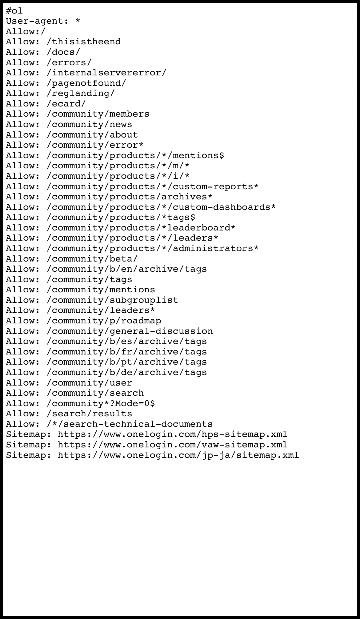 #ol
User-agent: *
Allow:/
Allow: /thisistheend
Allow: /docs/
Allow: /errors/
Allow: /internalservererror/
Allow: /pagenotfound/
Allow: /reglanding/
Allow: /ecard/
Allow: /community/members
Allow: /community/news
Allow: /community/about
Allow: /community/error*
Allow: /community/products/*/mentions$
Allow: /community/products/*/m/*
Allow: /community/products/*/i/*
Allow: /community/products/*/custom-reports*
Allow: /community/products/archives*
Allow: /community/products/*/custom-dashboards*
Allow: /community/products/*tags$
Allow: /community/products/*leaderboard*
Allow: /community/products/*/leaders*
Allow: /community/products/*/administrators*
Allow: /community/beta/
Allow: /community/b/en/archive/tags
Allow: /community/tags
Allow: /community/mentions
Allow: /community/subgrouplist
Allow: /community/leaders*
Allow: /community/p/roadmap
Allow: /community/general-discussion
Allow: /community/b/es/archive/tags
Allow: /community/b/fr/archive/tags
Allow: /community/b/pt/archive/tags
Allow: /community/b/de/archive/tags
Allow: /community/user
Allow: /community/search
Allow: /community*?Mode=0$
Allow: /search/results
Allow: /*/search-technical-documents
Sitemap: https://www.onelogin.com/hps-sitemap.xml
Sitemap: https://www.onelogin.com/vaw-sitemap.xml
Sitemap: https://www.onelogin.com/jp-ja/sitemap.xml